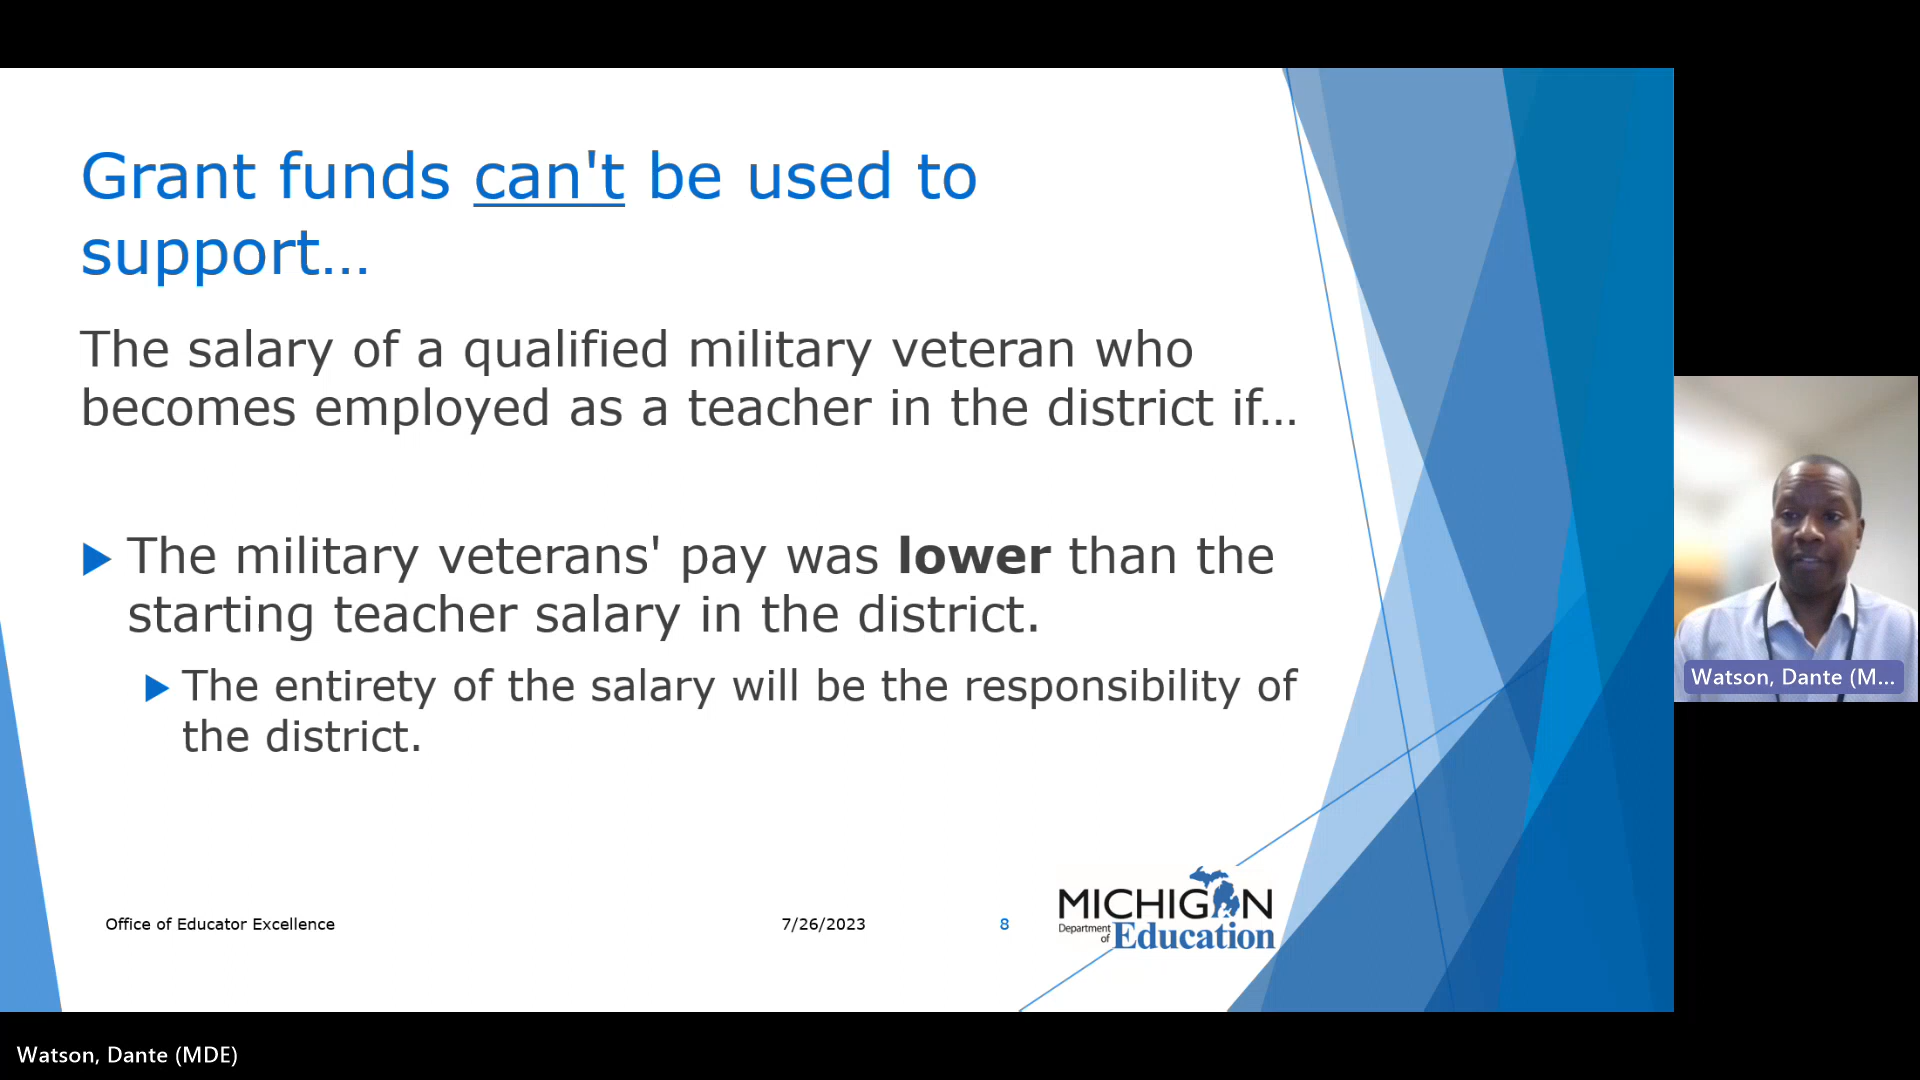 Grant funds can't be used to
support...
The salary of a qualified military veteran who
becomes employed as a teacher in the district if...
The military veterans' pay was lower than the
starting teacher salary in the district.
The entirety of the salary will be the responsibility of
the district.
Office of Educator Excellence
7/26/2023
8
MICHIGAN
Department
of
Education
Watson, Dante (M...
Watson, Dante (MDE)